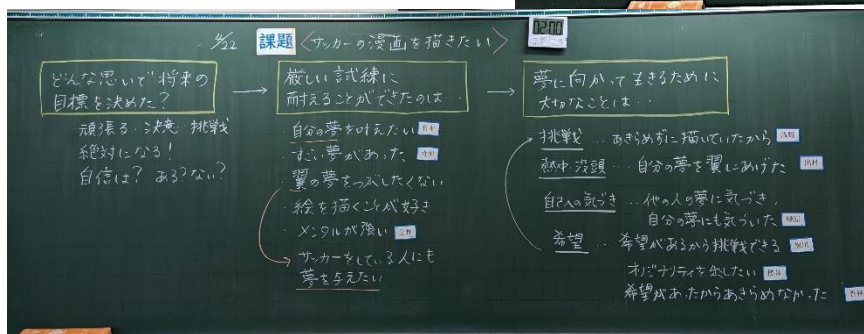 4/22
課題 〈サッカーの漫画を描きたい〉
02:00
どんな思いで将来の
目標を決めた?
頑張る・決意・挑戦
絶対になる!
自信は? ある?ない?
→
厳しい試練に
耐えることができたのは…
・自分の夢を叶えたい
・すごい夢があった
・翼の夢をつぶしたくない
・絵を描くことが好き
・メンタルが強い
サッカーをしている人にも
夢を与えたい
→
夢に向かって生きるために
大切なことは…
挑戦 … あきらめずに描いていたから
熱中・没頭 … 自分の夢を翼にあげた
自己への気づき … 他の人の夢に気づき、
自分の夢にも気づいた
希望 … 希望があるから挑戦できる
オリジナリティを出したい
希望があったからあきらめなかった